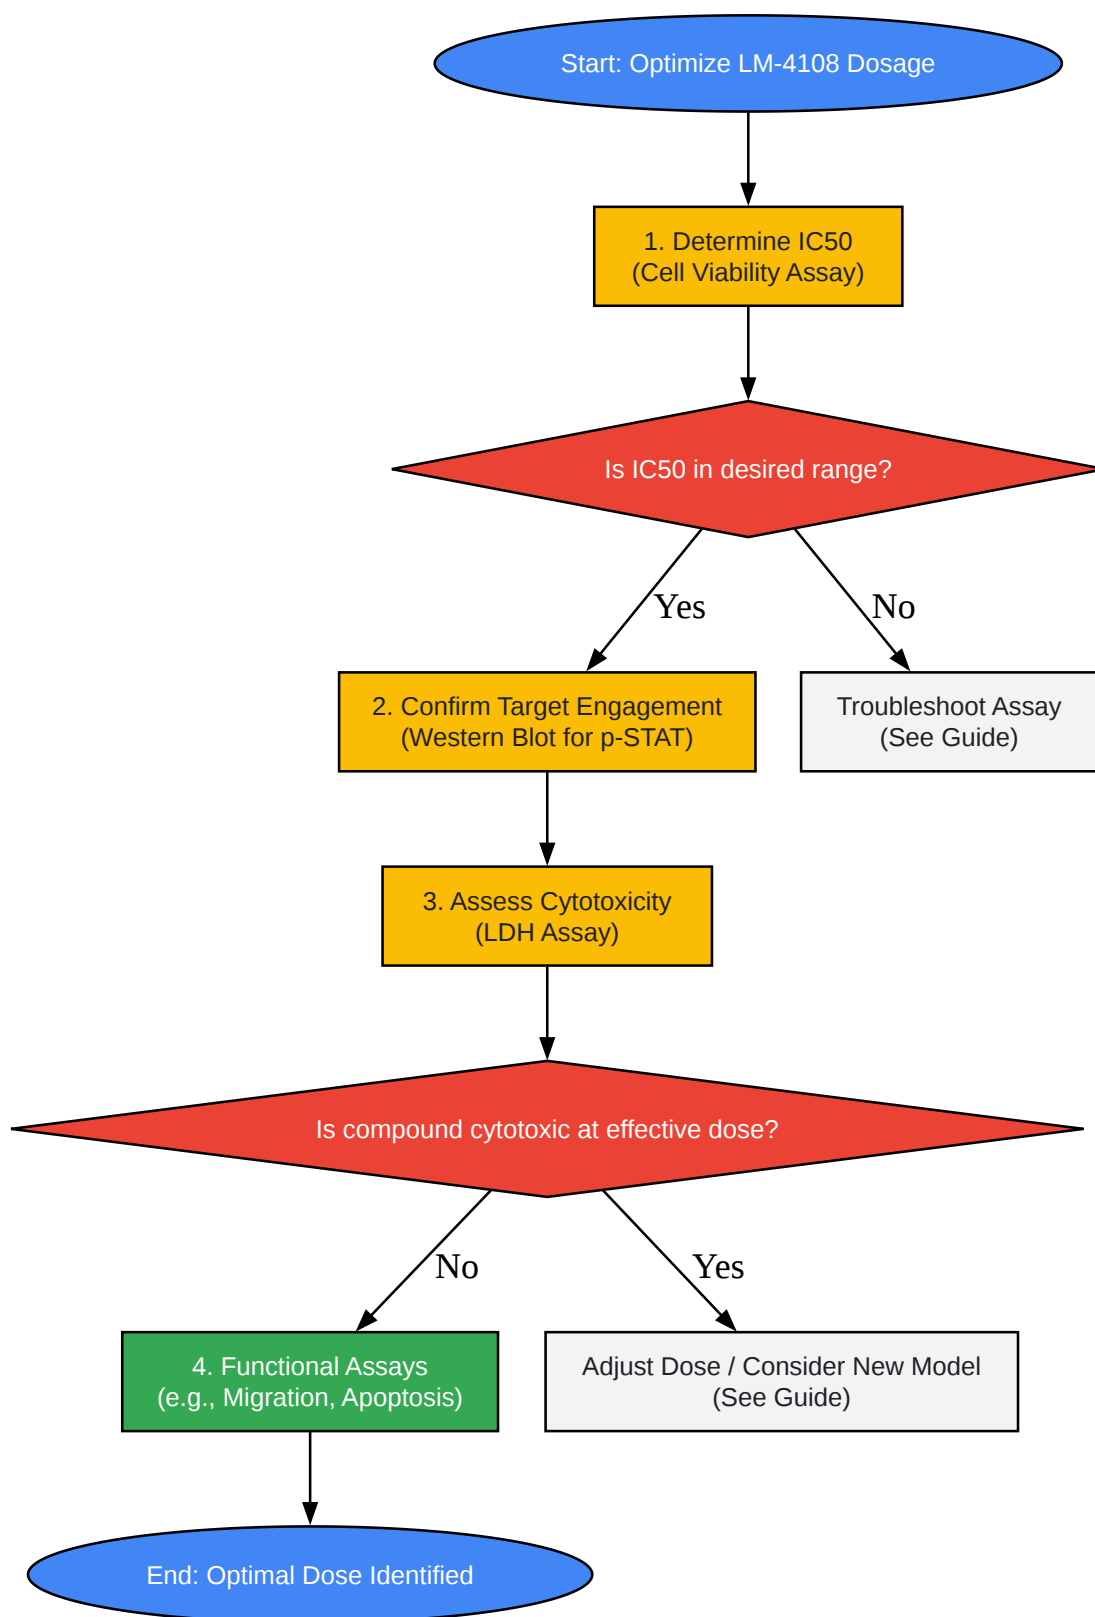 Start: Optimize LM-4108 Dosage
1. Determine IC50
(Cell Viability Assay)
Is IC50 in desired range?
Yes
No
2. Confirm Target Engagement
(Western Blot for p-STAT)
Troubleshoot Assay
(See Guide)
3. Assess Cytotoxicity
(LDH Assay)
Is compound cytotoxic at effective dose?
No
Yes
4. Functional Assays
(e.g., Migration, Apoptosis)
Adjust Dose / Consider New Model
(See Guide)
End: Optimal Dose Identified